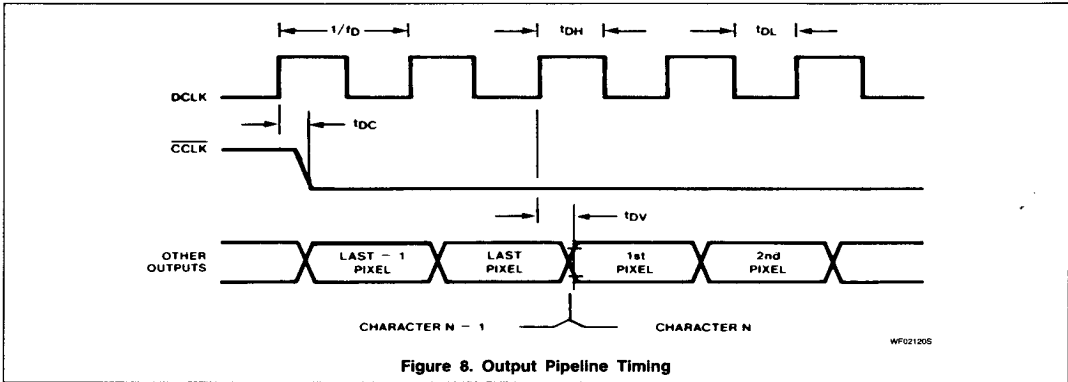 1/fD
tDH
tDL
DCLK
tDC
CCLK
tDV
OTHER
OUTPUTS
LAST − 1
PIXEL
LAST
PIXEL
1st
PIXEL
2nd
PIXEL
CHARACTER N − 1
CHARACTER N
WF02120S
Figure 8. Output Pipeline Timing